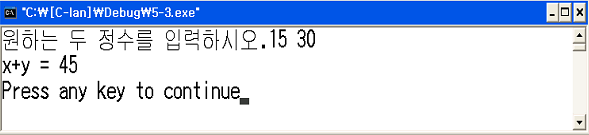 "C:₩[C-lan]₩Debug₩5-3.exe"
원하는 두 정수를 입력하시오.15 30
x+y = 45
Press any key to continue